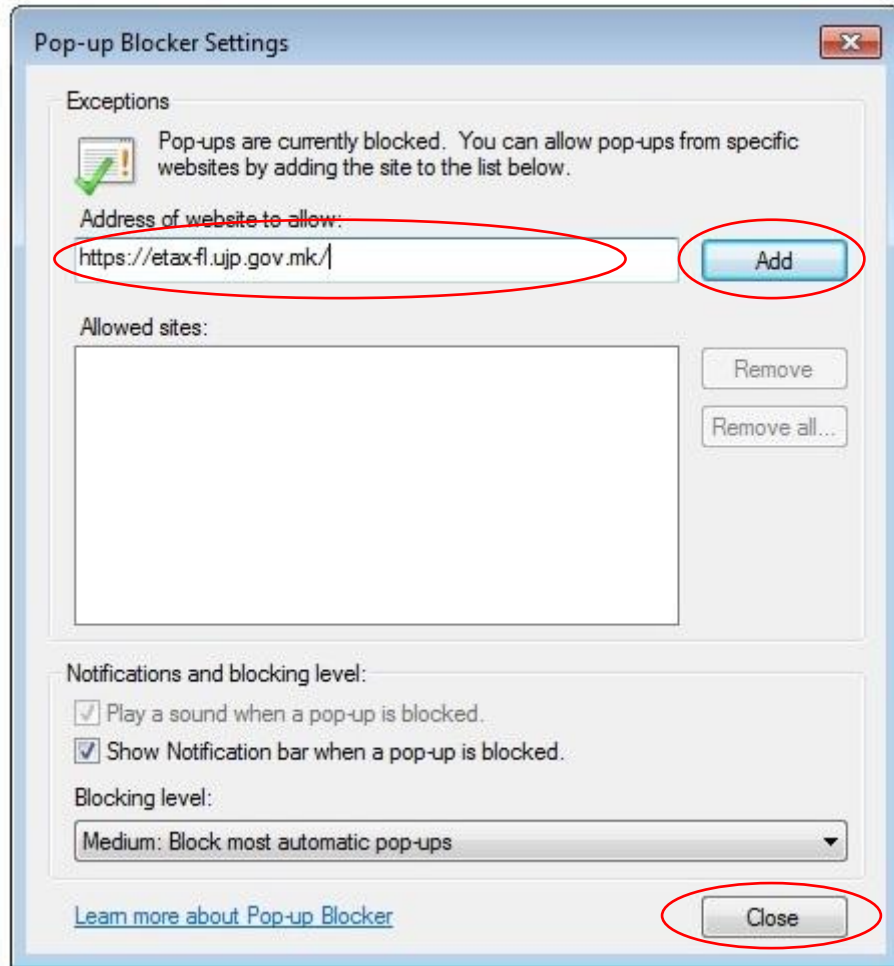 Pop-up Blocker Settings
Exceptions
Pop-ups are currently blocked. You can allow pop-ups from specific
websites by adding the site to the list below.
Address of website to allow:
https://etax-fl.ujp.gov.mk/
Add
Allowed sites:
Remove
Remove all...
Notifications and blocking level:
Play a sound when a pop-up is blocked.
Show Notification bar when a pop-up is blocked.
Blocking level:
Medium: Block most automatic pop-ups
Learn more about Pop-up Blocker
Close